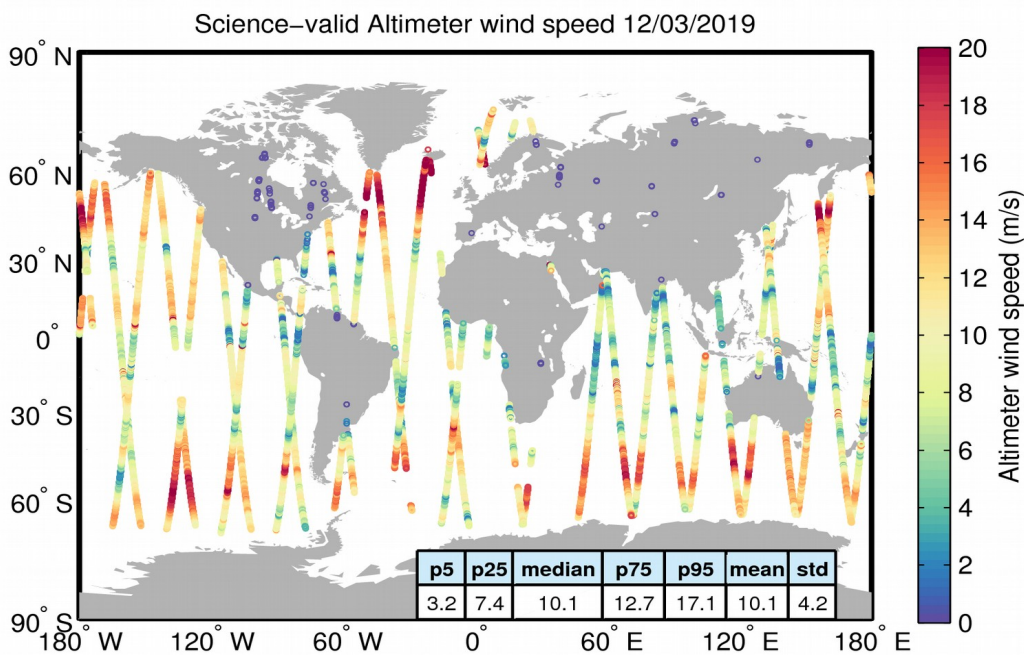 Science−valid Altimeter wind speed 12/03/2019
90° N
60° N
30° N
0°
30° S
60° S
90° S
180° W
120° W
60° W
0°
60° E
120° E
180° E
20
18
16
14
12
10
8
6
4
2
0
Altimeter wind speed (m/s)
p5 p25 median p75 p95 mean std
3.2 7.4 10.1 12.7 17.1 10.1 4.2